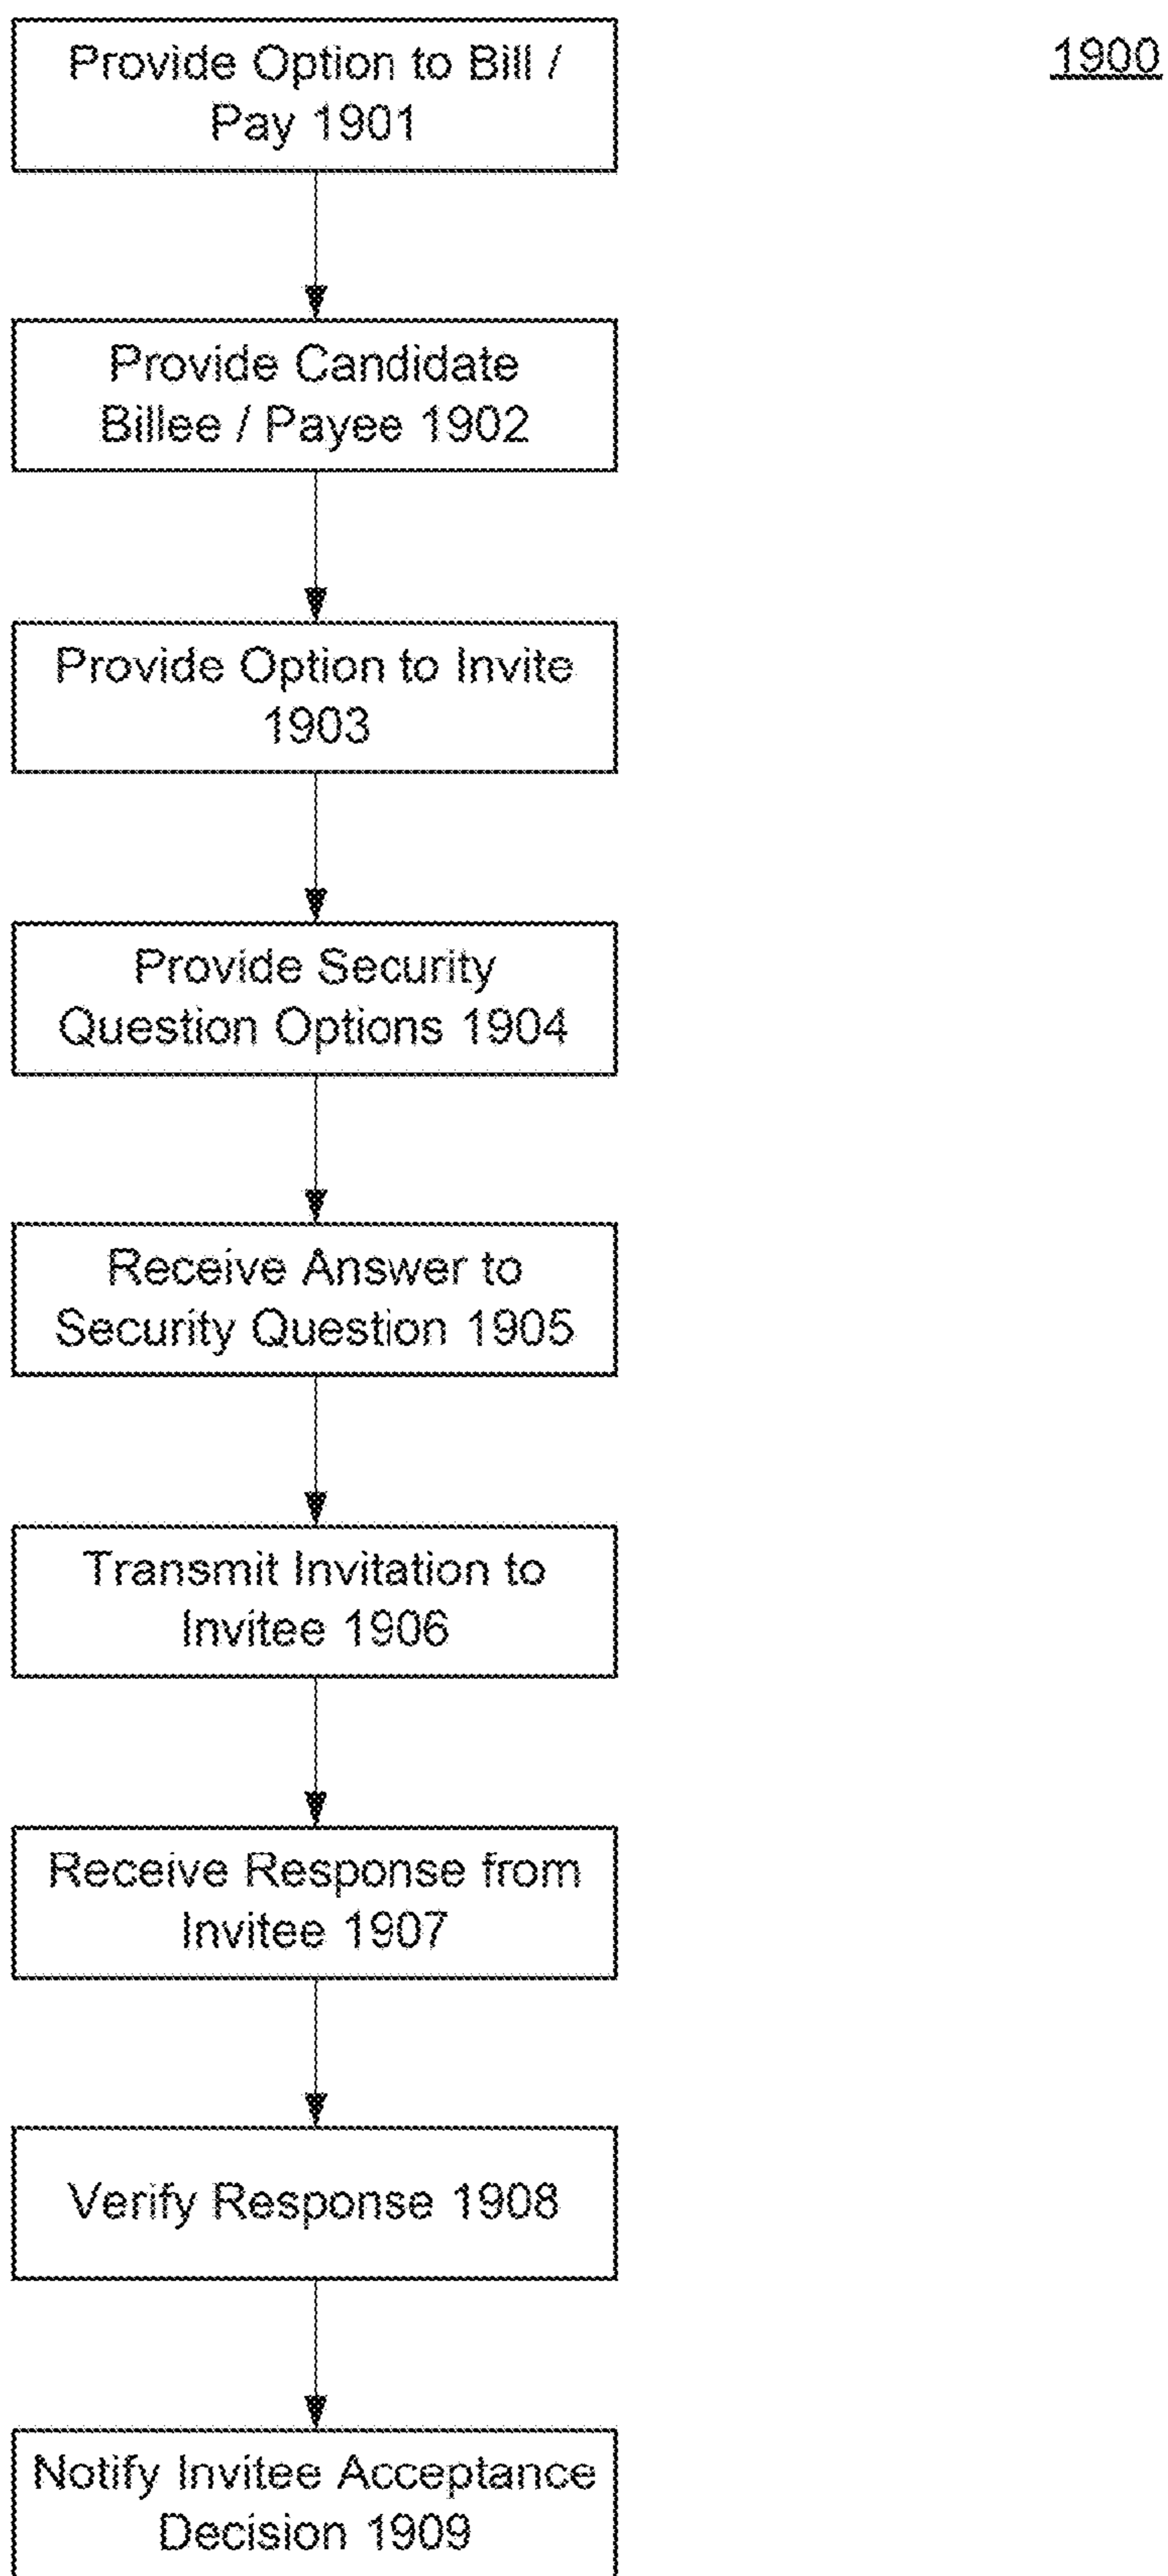 Provide Option to Bill /
Pay 1901
1900
Provide Candidate
Billee / Payee 1902
Provide Option to Invite
1903
Provide Security
Question Options 1904
Receive Answer to
Security Question 1905
Transmit Invitation to
Invitee 1906
Receive Response from
Invitee 1907
Verify Response 1908
Notify Invitee Acceptance
Decision 1909